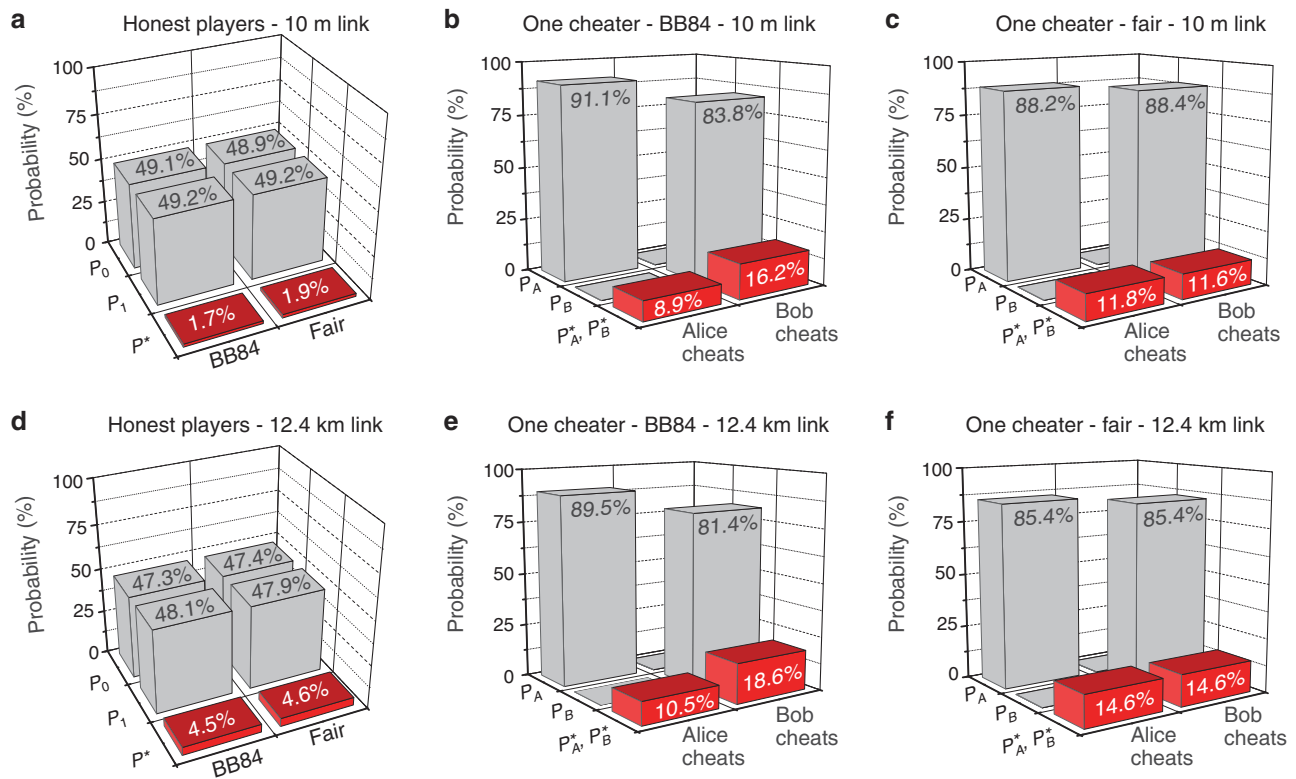 a Honest players - 10 m link
Probability (%)
100
75
50
25
0
49.1%
48.9%
49.2%
49.2%
1.7%
1.9%
P0
P1
P*
BB84
Fair
b One cheater - BB84 - 10 m link
Probability (%)
100
75
50
25
0
91.1%
83.8%
8.9%
16.2%
PA
PB
P*A, P*B
Alice
cheats
Bob
cheats
c One cheater - fair - 10 m link
Probability (%)
100
75
50
25
0
88.2%
88.4%
11.8%
11.6%
PA
PB
P*A, P*B
Alice
cheats
Bob
cheats
d Honest players - 12.4 km link
Probability (%)
100
75
50
25
0
47.3%
47.4%
48.1%
47.9%
4.5%
4.6%
P0
P1
P*
BB84
Fair
e One cheater - BB84 - 12.4 km link
Probability (%)
100
75
50
25
0
89.5%
81.4%
10.5%
18.6%
PA
PB
P*A, P*B
Alice
cheats
Bob
cheats
f One cheater - fair - 12.4 km link
Probability (%)
100
75
50
25
0
85.4%
85.4%
14.6%
14.6%
PA
PB
P*A, P*B
Alice
cheats
Bob
cheats